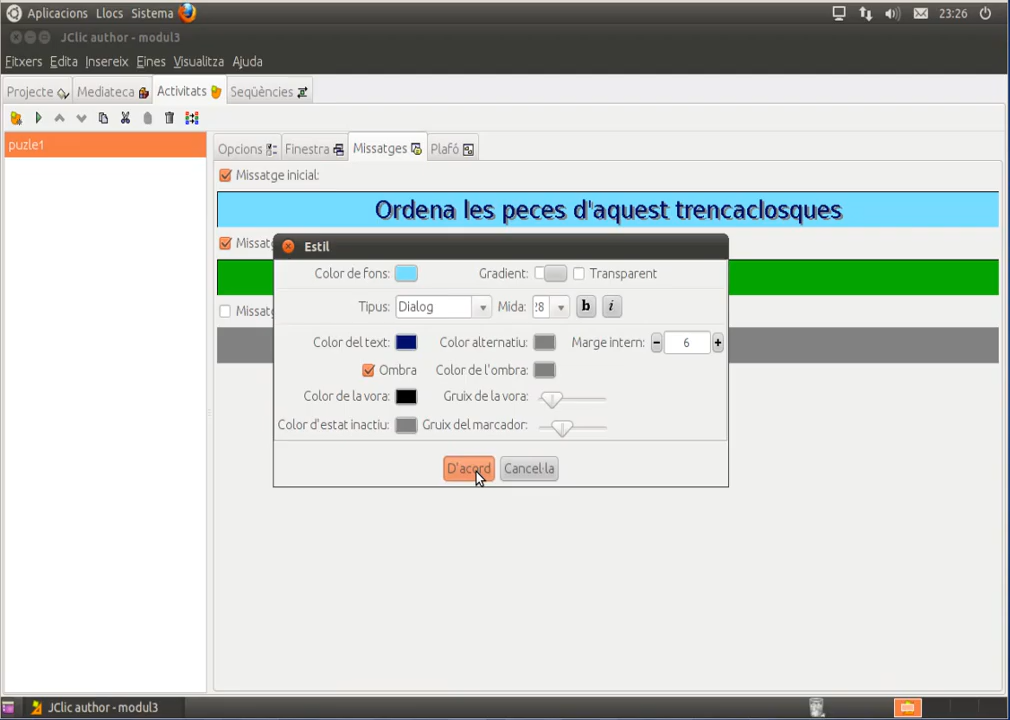 Aplicacions Llocs Sistema 23:26
JClic author - modul3
Fitxers Edita Insereix Eines Visualitza Ajuda
Projecte Mediateca Activitats Seqüències
puzle1
Opcions Finestra Missatges Plafó
Missatge inicial:
Ordena les peces d'aquest trencaclosques
Estil
Color de fons: Gradient: Transparent
Tipus: Dialog Mida: b i
Color del text: Color alternatiu: Marge intern: - 6 +
Ombra Color de l'ombra:
Color de la vora: Gruix de la vora:
Color d'estat inactiu: Gruix del marcador:
D'acord Cancel·la
JClic author - modul3